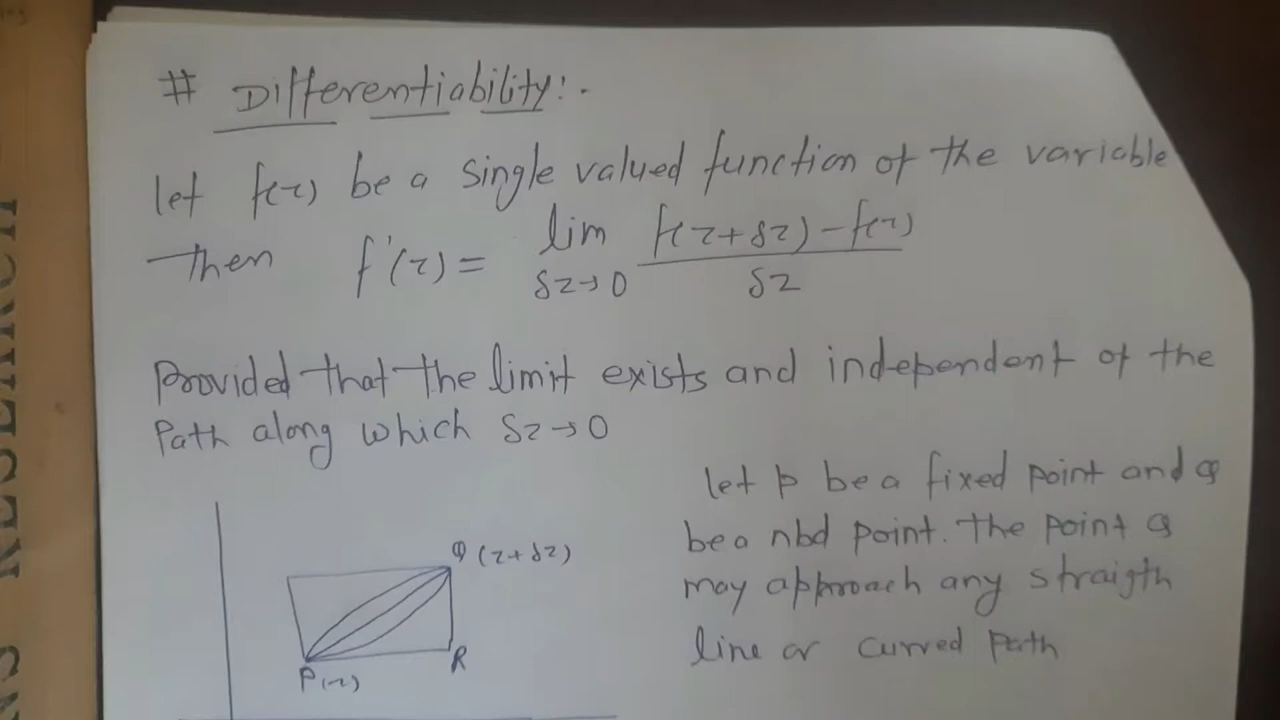 # Differentiability:-
let f(z) be a single valued function of the variable
then f'(z) = lim f(z+δz) - f(z)
δz→0 δz
Provided that the limit exists and independent of the
Path along which δz→0
let p be a fixed point and Q
be a nbd point. The point Q
may approach any straigth
line or curved Path
Q (z+δz)
R
P(z)